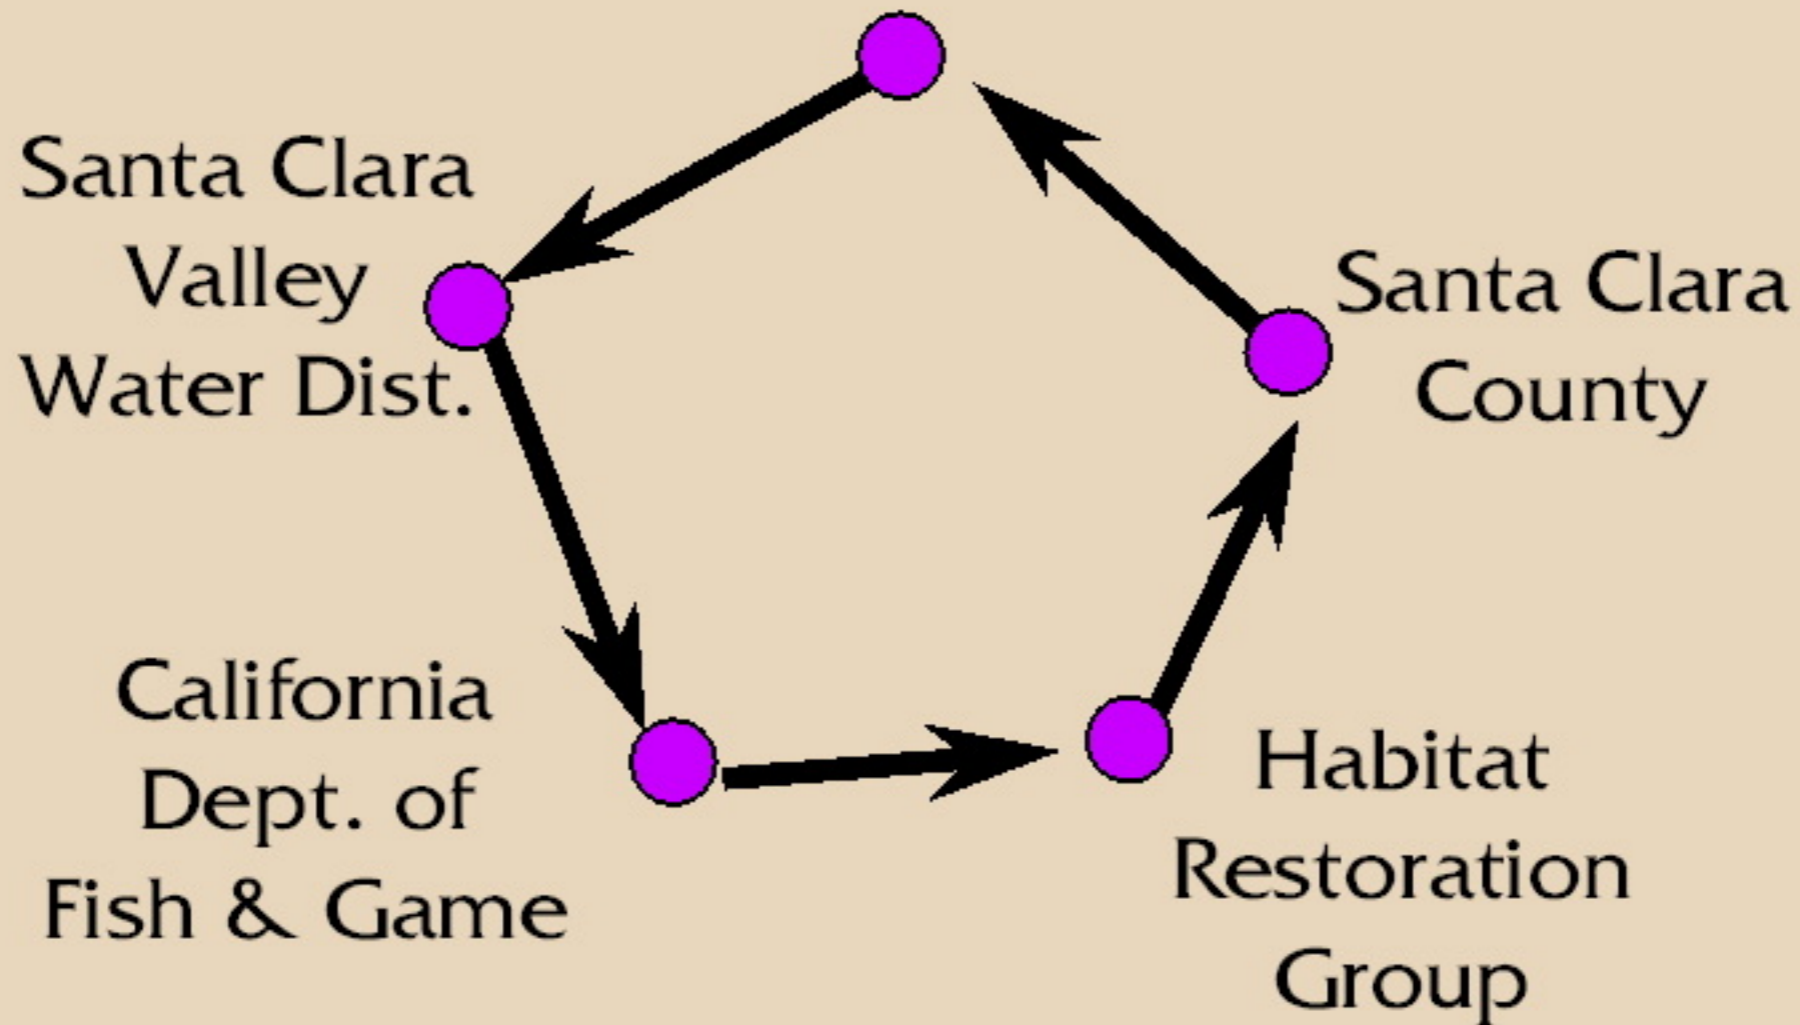 Santa Clara
Valley
Water Dist.
Santa Clara
County
California
Dept. of
Fish & Game
Habitat
Restoration
Group